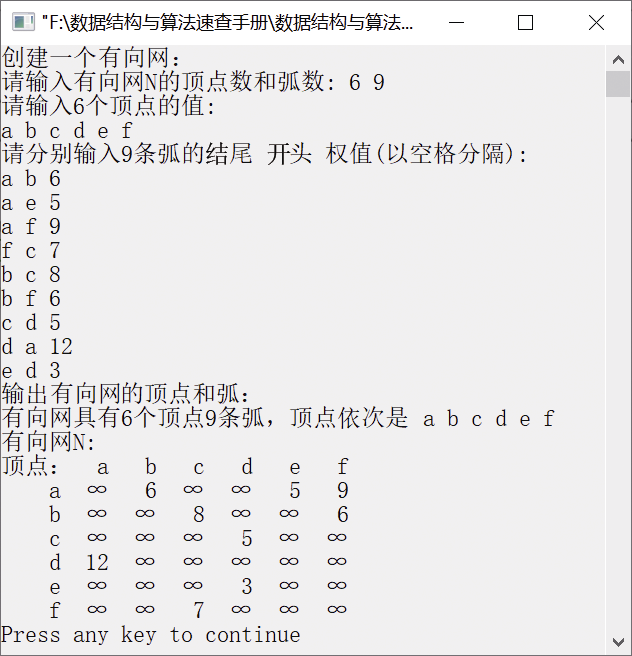 "F:\数据结构与算法速查手册\数据结构与算法...
创建一个有向网：
请输入有向网N的顶点数和弧数: 6 9
请输入6个顶点的值:
a b c d e f
请分别输入9条弧的结尾 开头 权值(以空格分隔):
a b 6
a e 5
a f 9
f c 7
b c 8
b f 6
c d 5
d a 12
e d 3
输出有向网的顶点和弧：
有向网具有6个顶点9条弧，顶点依次是 a b c d e f
有向网N:
顶点： a b c d e f
a ∞ 6 ∞ ∞ 5 9
b ∞ ∞ 8 ∞ ∞ 6
c ∞ ∞ ∞ 5 ∞ ∞
d 12 ∞ ∞ ∞ ∞ ∞
e ∞ ∞ ∞ 3 ∞ ∞
f ∞ ∞ 7 ∞ ∞ ∞
Press any key to continue